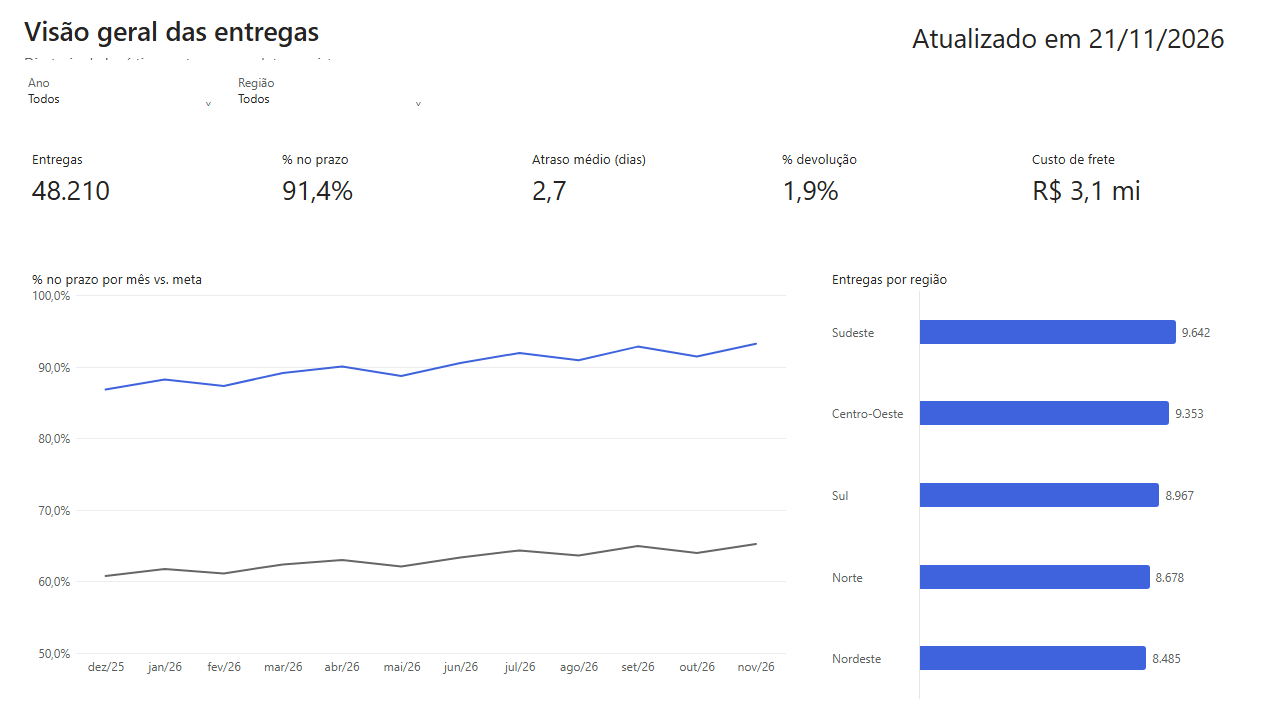 Visão geral das entregas
Atualizado em 21/11/2026
Ano
Todos
Região
Todos
Entregas
48.210
% no prazo
91,4%
Atraso médio (dias)
2,7
% devolução
1,9%
Custo de frete
R$ 3,1 mi
% no prazo por mês vs. meta
100,0%
90,0%
80,0%
70,0%
60,0%
50,0%
dez/25 jan/26 fev/26 mar/26 abr/26 mai/26 jun/26 jul/26 ago/26 set/26 out/26 nov/26
Entregas por região
Sudeste 9.642
Centro-Oeste 9.353
Sul 8.967
Norte 8.678
Nordeste 8.485